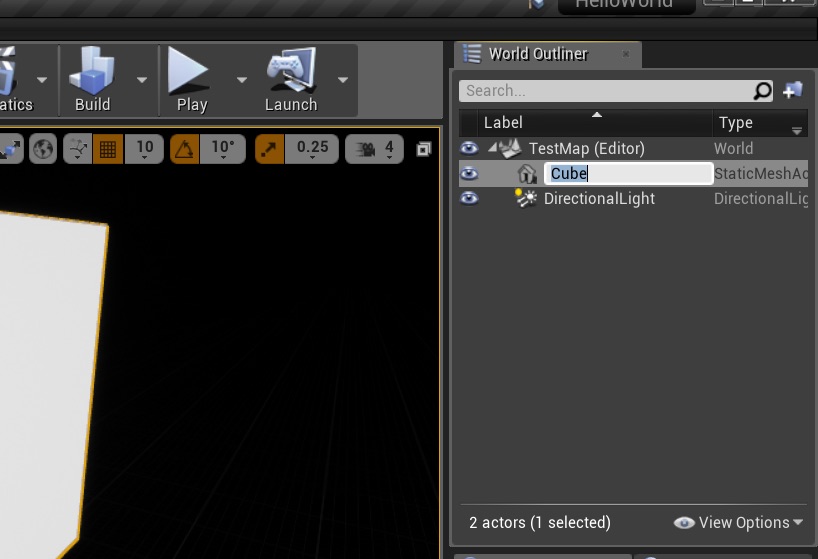 HelloWorld
atics
Build
Play
Launch
10
10°
0.25
4
World Outliner
Search...
Label
Type
TestMap (Editor)
World
Cube
StaticMeshAc
DirectionalLight
DirectionalLig
2 actors (1 selected)
View Options